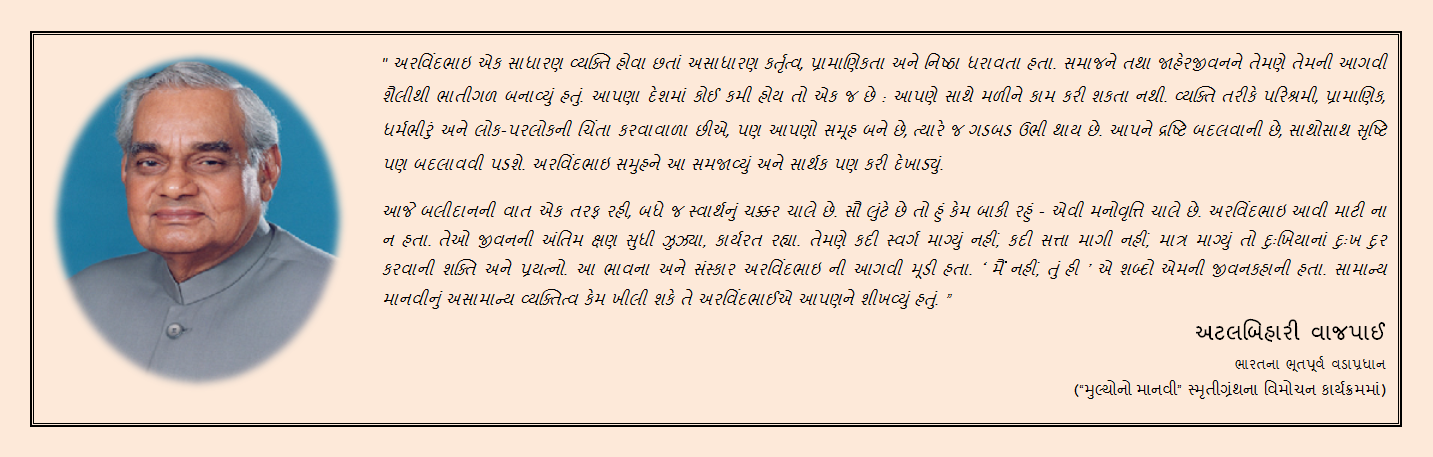 " અરવિંદભાઇ એક સાધારણ વ્યક્તિ હોવા છતાં અસાધારણ કર્તૃત્વ, પ્રામાણિકતા અને નિષ્ઠા ધરાવતા હતા. સમાજને તથા જાહેરજીવનને તેમણે તેમની આગવી
શૈલીથી ભાતીગળ બનાવ્યું હતું. આપણા દેશમાં કોઈ કમી હોય તો એક જ છે : આપણે સાથે મળીને કામ કરી શકતા નથી. વ્યક્તિ તરીકે પરિશ્રમી, પ્રામાણિક,
ધર્મભીરું અને લોક-પરલોકની ચિંતા કરવાવાળા છીએ, પણ આપણો સમૂહ બને છે, ત્યારે જ ગડબડ ઉભી થાય છે. આપને દ્રષ્ટિ બદલવાની છે, સાથોસાથ સૃષ્ટિ
પણ બદલાવવી પડશે. અરવિંદભાઇ સમુહને આ સમજાવ્યું અને સાર્થક પણ કરી દેખાડ્યું.
આજે બલીદાનની વાત એક તરફ રહી, બધે જ સ્વાર્થનું ચક્કર ચાલે છે. સૌ લુંટે છે તો હું કેમ બાકી રહું - એવી મનોવૃત્તિ ચાલે છે. અરવિંદભાઇ આવી માટી ના
ન હતા. તેઓ જીવનની અંતિમ ક્ષણ સુધી ઝુઝ્યા, કાર્યરત રહ્યા. તેમણે કદી સ્વર્ગ માગ્યું નહીં, કદી સત્તા માગી નહીં, માત્ર માગ્યું તો દુઃખિયાનાં દુઃખ દુર
કરવાની શક્તિ અને પ્રયત્નો. આ ભાવના અને સંસ્કાર અરવિંદભાઇ ની આગવી મૂડી હતા. ‘ મૈં નહીં, તું હી ’ એ શબ્દો એમની જીવનકહાની હતા. સામાન્ય
માનવીનું અસામાન્ય વ્યક્તિત્વ કેમ ખીલી શકે તે અરવિંદભાઈએ આપણને શીખવ્યું હતું. ”
અટલબિહારી વાજપાઈ
ભારતના ભૂતપૂર્વ વડાપ્રધાન
(“મુલ્યોનો માનવી” સ્મૃતીગ્રંથના વિમોચન કાર્યક્રમમાં)